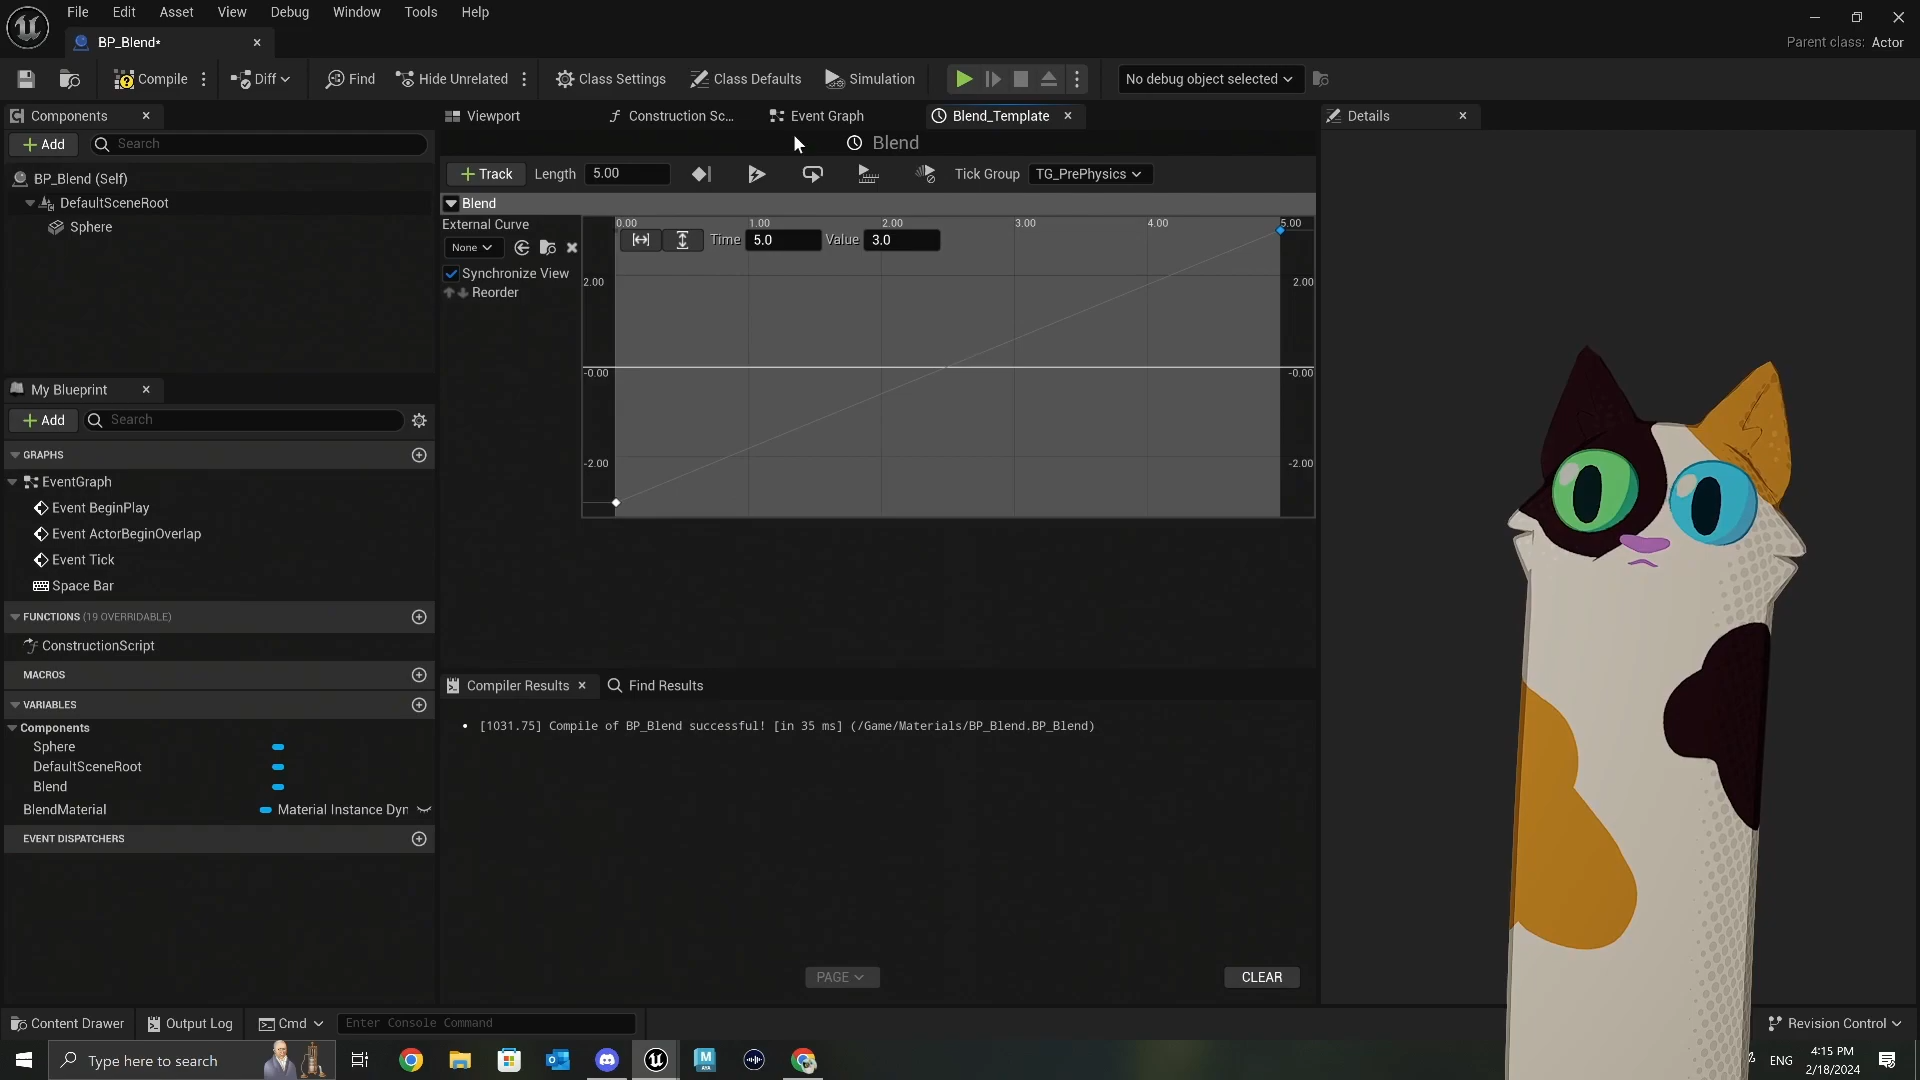 File Edit Asset View Debug Window Tools Help
BP_Blend*
Parent class: Actor
Compile Diff Find Hide Unrelated Class Settings Class Defaults Simulation No debug object selected
Components Viewport Construction Sc... Event Graph Blend_Template Details
Add Search Blend
Track Length 5.00 Tick Group TG_PrePhysics
BP_Blend (Self)
DefaultSceneRoot
Sphere
Blend
External Curve
None
Synchronize View
Reorder
0.00 1.00 2.00 3.00 4.00 5.00
Time 5.0 Value 3.0
2.00 2.00
-0.00 -0.00
-2.00 -2.00
My Blueprint
Add Search
GRAPHS
EventGraph
Event BeginPlay
Event ActorBeginOverlap
Event Tick
Space Bar
FUNCTIONS (19 OVERRIDABLE)
ConstructionScript
MACROS
VARIABLES
Components
Sphere
DefaultSceneRoot
Blend
BlendMaterial Material Instance Dyn
EVENT DISPATCHERS
Compiler Results Find Results
[1031.75] Compile of BP_Blend successful! [in 35 ms] (/Game/Materials/BP_Blend.BP_Blend)
PAGE CLEAR
Content Drawer Output Log Cmd Enter Console Command Revision Control
Type here to search
M
AYA
ENG
4:15 PM
2/18/2024